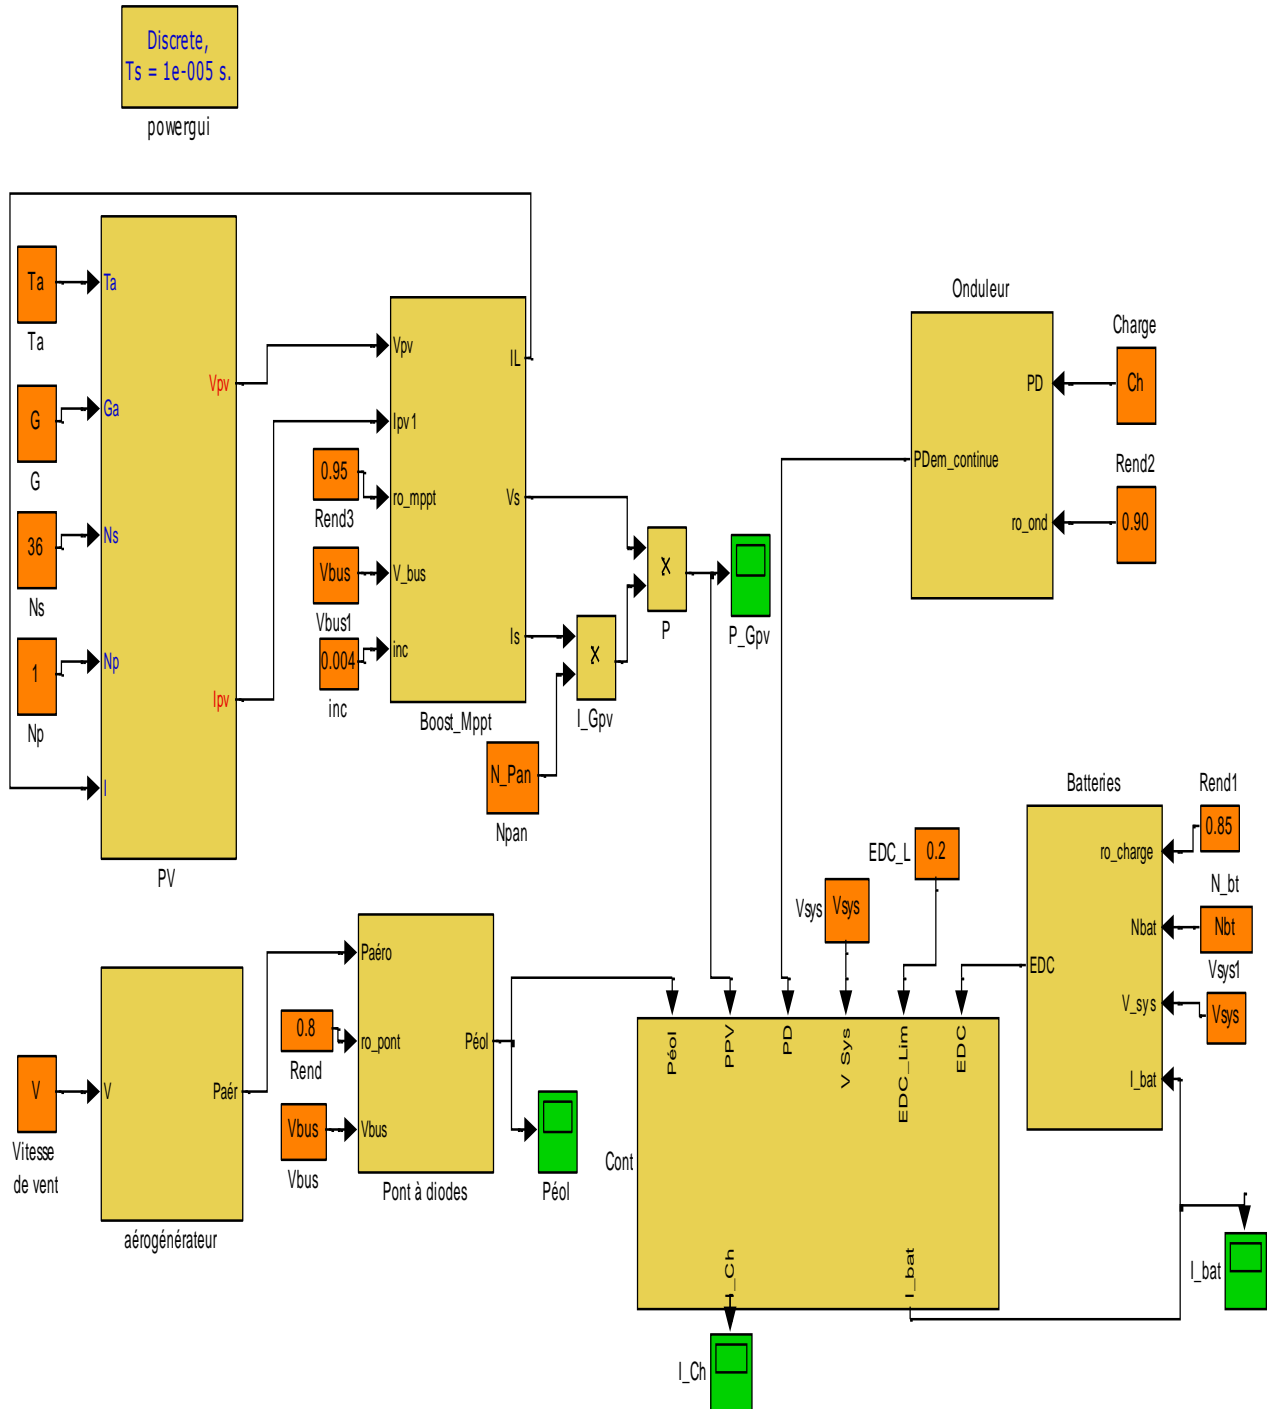 Discrete,
Ts = 1e-005 s.
powergui
Ta
Ta
Ta
G
Ga
G
36
Ns
Ns
1
Np
Np
I
Vpv
Ipv
PV
Vpv
Ipv1
0.95
ro_mppt
Rend3
Vbus
V_bus
Vbus1
0.004
inc
inc
IL
Vs
Is
Boost_Mppt
x
I_Gpv
x
P
P_Gpv
N_Pan
Npan
Onduleur
PD
PDem_continue
ro_ond
Charge
Ch
Rend2
0.90
Batteries
ro_charge
Nbat
EDC
V_sys
I_bat
Rend1
0.85
N_bt
Nbt
Vsys1
Vsys
EDC_L
0.2
Vsys
Vsys
V
Vitesse
de vent
V
Paér
aérogénérateur
Paéro
0.8
ro_pont
Rend
Vbus
Vbus
Vbus
Péol
Pont à diodes
Péol
Cont
Péol
PPV
PD
V Sys
EDC_Lim
EDC
I_Ch
I_bat
I_Ch
I_bat